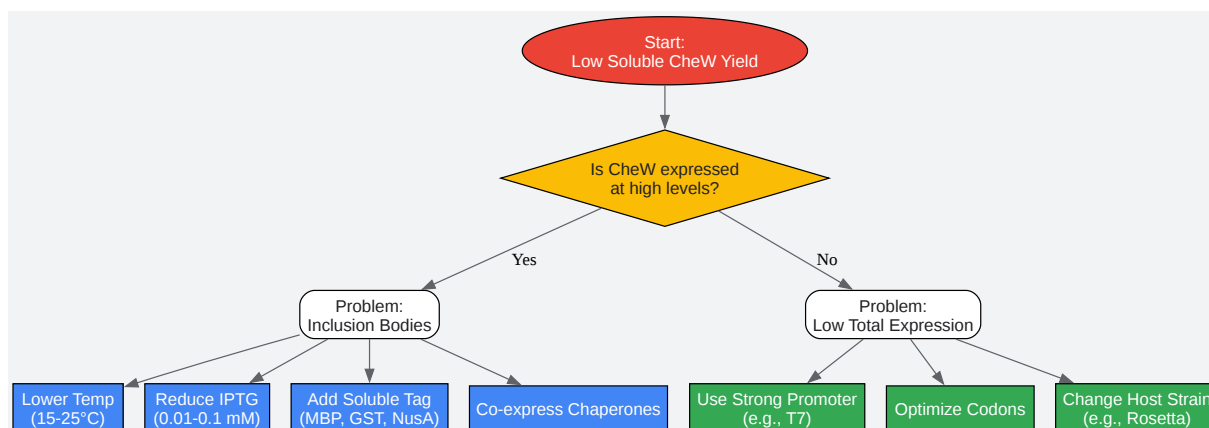 Start:
Low Soluble CheW Yield
Is CheW expressed
at high levels?
Yes
No
Problem:
Inclusion Bodies
Problem:
Low Total Expression
Lower Temp
(15-25°C)
Reduce IPTG
(0.01-0.1 mM)
Add Soluble Tag
(MBP, GST, NusA)
Co-express Chaperones
Use Strong Promoter
(e.g., T7)
Optimize Codons
Change Host Strain
(e.g., Rosetta)